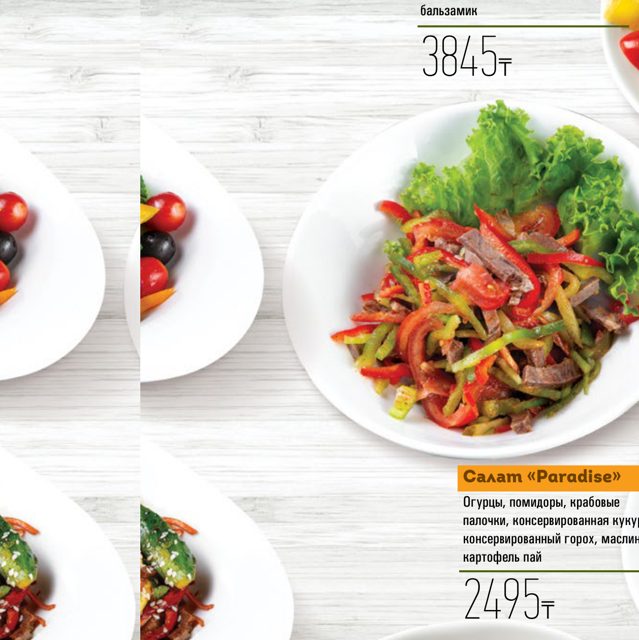 бальзамик
3845₸
Салат «Paradise»
Огурцы, помидоры, крабовые
палочки, консервированная
консервированный горох,
картофель пай
2495₸